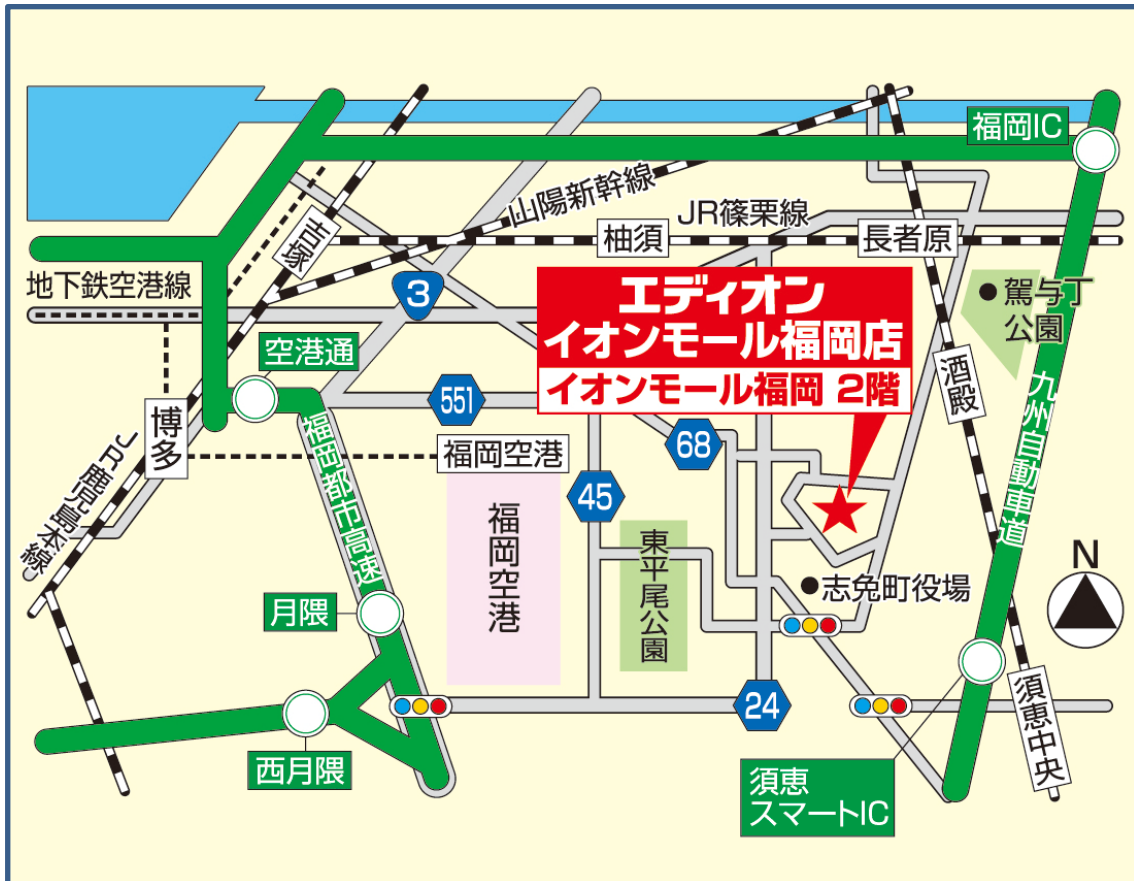 福岡IC
山陽新幹線
JR篠栗線
吉塚
柚須
長者原
地下鉄空港線
3
エディオン
イオンモール福岡店
イオンモール福岡 2階
駕与丁
公園
空港通
酒殿
551
博多
68
福岡空港
福岡都市高速
JR鹿児島本線
九州自動車道
45
福岡空港
東平尾公園
N
志免町役場
月隈
24
須恵中央
西月隈
須恵
スマートIC